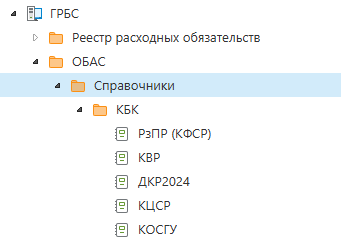 ГРБС
Реестр расходных обязательств
ОБАС
Справочники
КБК
РзПР (КФСР)
КВР
ДКР2024
КЦСР
КОСГУ